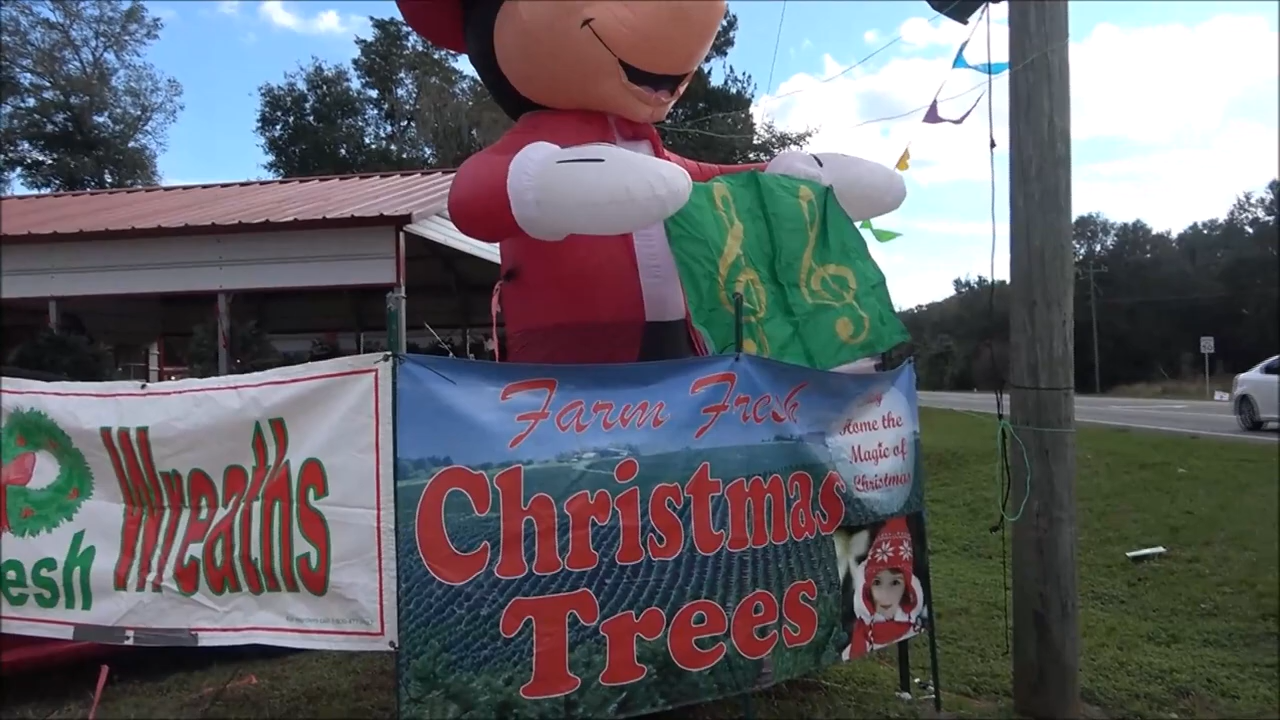 esh
Wreaths
Farm Fresh
Christmas
Trees
Home the
Magic of
Christmas